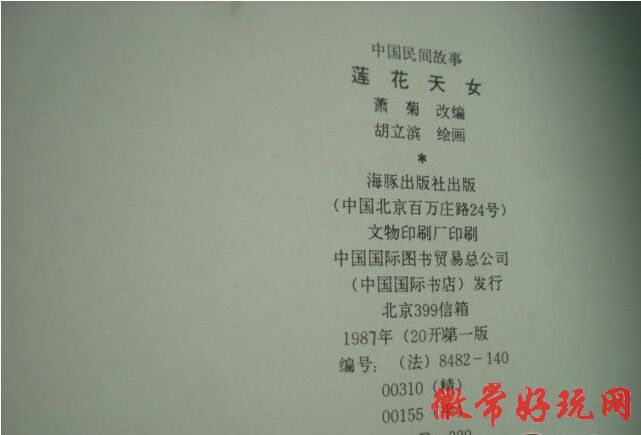 中国民间故事
莲花天女
萧菊 改编
胡立滨 绘画
*
海豚出版社出版
(中国北京百万庄路24号)
文物印刷厂印刷
中国国际图书贸易总公司
(中国国际书店) 发行
北京399信箱
1987年 (20开)第一版
编号: (法) 8482-140
00310 (精)
00155
微常好玩网